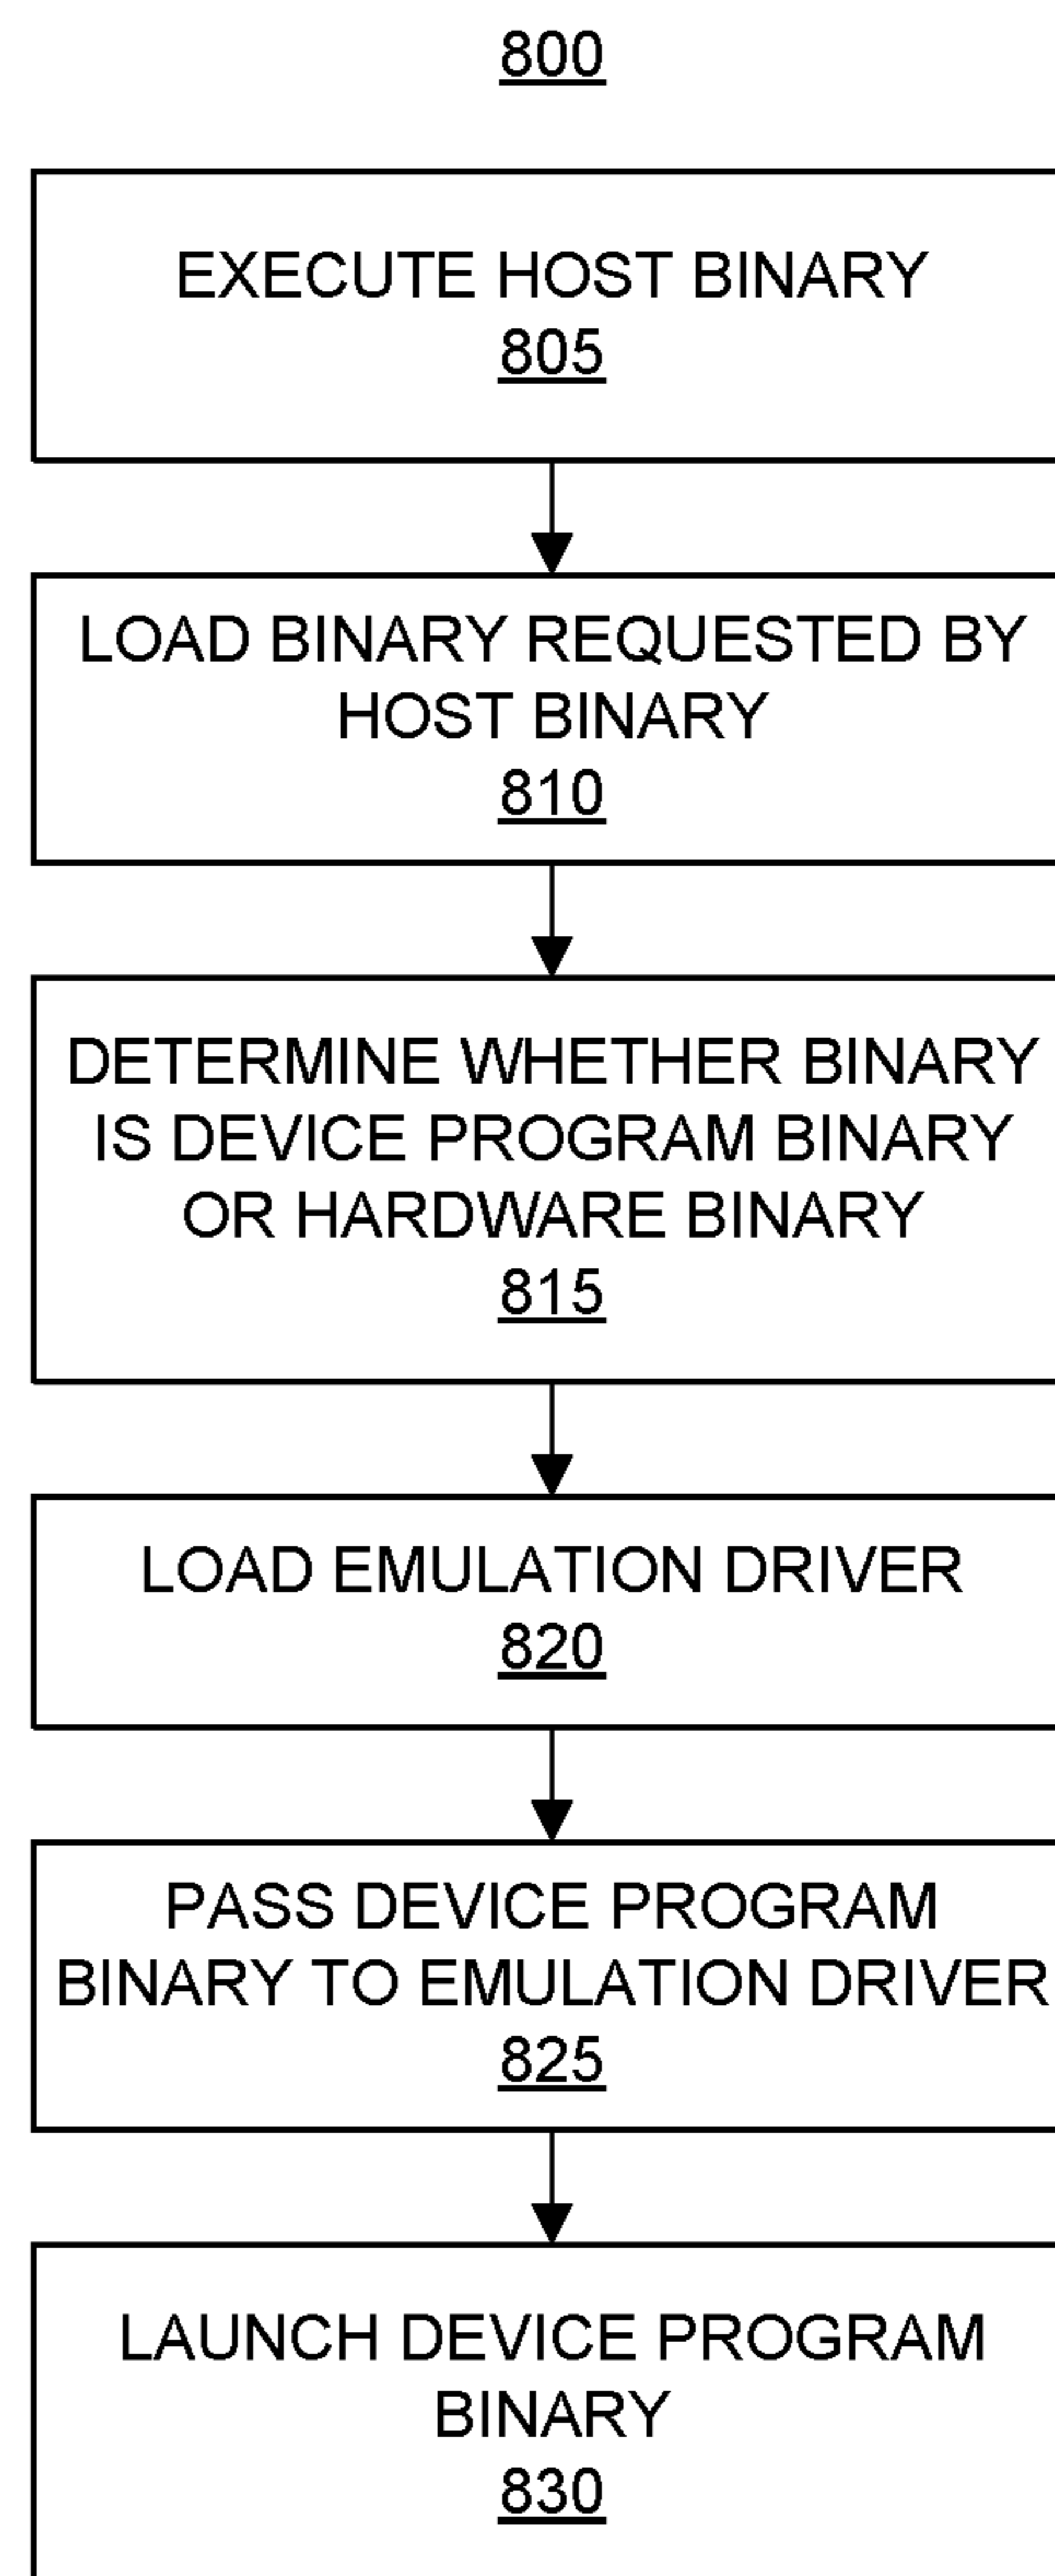 800
EXECUTE HOST BINARY
805
LOAD BINARY REQUESTED BY
HOST BINARY
810
DETERMINE WHETHER BINARY
IS DEVICE PROGRAM BINARY
OR HARDWARE BINARY
815
LOAD EMULATION DRIVER
820
PASS DEVICE PROGRAM
BINARY TO EMULATION DRIVER
825
LAUNCH DEVICE PROGRAM
BINARY
830